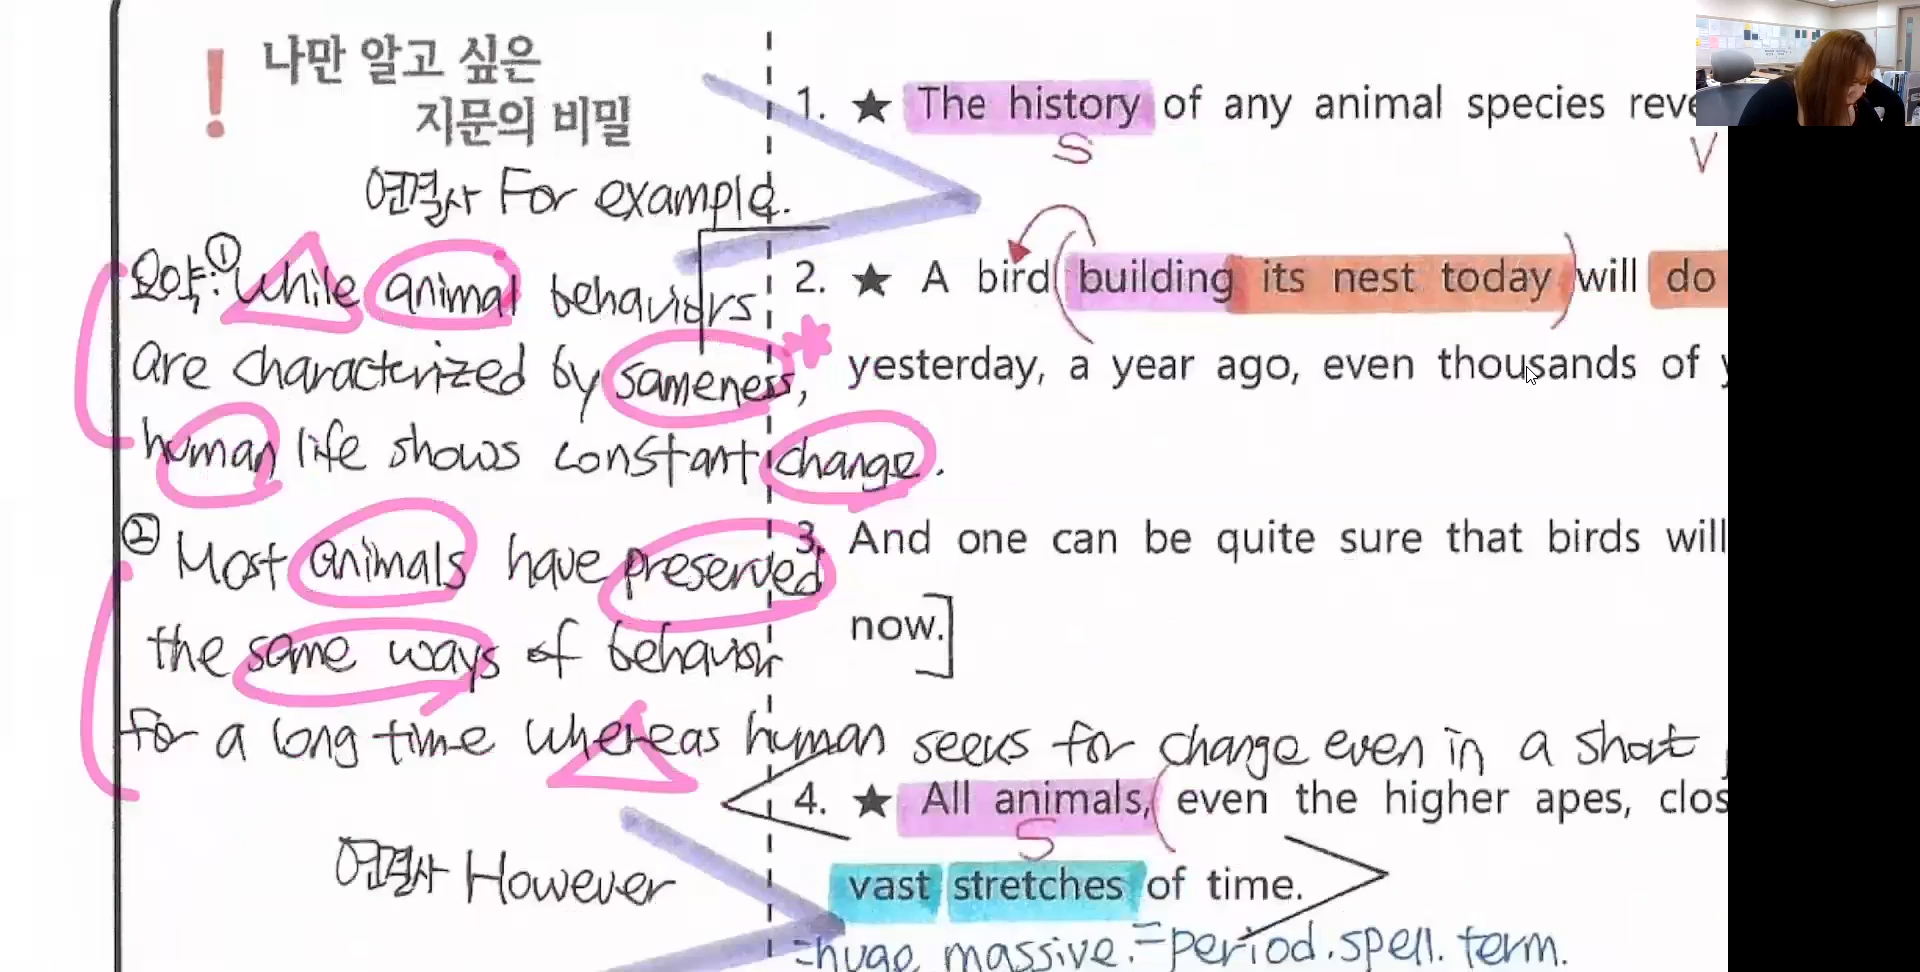 ! 나만 알고 싶은
지문의 비밀
연결사 For example.
요약: ① While animal behaviors
are characterized by sameness,
human life shows constant change.
② Most animals have preserved
the same ways of behavior
for a long time whereas human seeks for change even in a short
연결사 However
1. ★ The history of any animal species reve
S
V
2. ★ A bird (building its nest today) will do
yesterday, a year ago, even thousands of y
3. And one can be quite sure that birds will
now.]
4. ★ All animals, (even the higher apes, clos
S
vast stretches of time.
=huge massive. =period.spell.term.